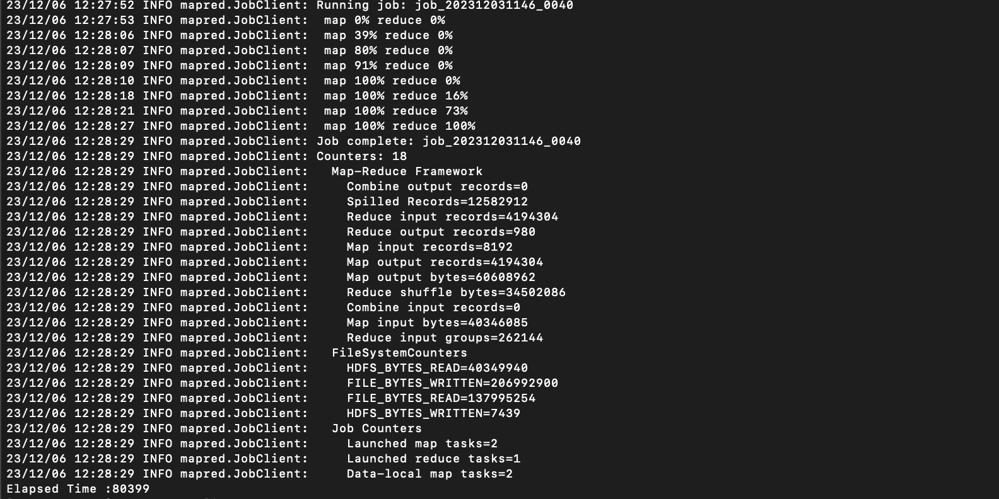 23/12/06 12:27:52 INFO mapred.JobClient: Running job: job_202312031146_0040
23/12/06 12:27:53 INFO mapred.JobClient:  map 0% reduce 0%
23/12/06 12:28:06 INFO mapred.JobClient:  map 39% reduce 0%
23/12/06 12:28:07 INFO mapred.JobClient:  map 80% reduce 0%
23/12/06 12:28:09 INFO mapred.JobClient:  map 91% reduce 0%
23/12/06 12:28:10 INFO mapred.JobClient:  map 100% reduce 0%
23/12/06 12:28:18 INFO mapred.JobClient:  map 100% reduce 16%
23/12/06 12:28:21 INFO mapred.JobClient:  map 100% reduce 73%
23/12/06 12:28:27 INFO mapred.JobClient:  map 100% reduce 100%
23/12/06 12:28:29 INFO mapred.JobClient: Job complete: job_202312031146_0040
23/12/06 12:28:29 INFO mapred.JobClient: Counters: 18
23/12/06 12:28:29 INFO mapred.JobClient:   Map-Reduce Framework
23/12/06 12:28:29 INFO mapred.JobClient:     Combine output records=0
23/12/06 12:28:29 INFO mapred.JobClient:     Spilled Records=12582912
23/12/06 12:28:29 INFO mapred.JobClient:     Reduce input records=4194304
23/12/06 12:28:29 INFO mapred.JobClient:     Reduce output records=980
23/12/06 12:28:29 INFO mapred.JobClient:     Map input records=8192
23/12/06 12:28:29 INFO mapred.JobClient:     Map output records=4194304
23/12/06 12:28:29 INFO mapred.JobClient:     Map output bytes=60608962
23/12/06 12:28:29 INFO mapred.JobClient:     Reduce shuffle bytes=34502086
23/12/06 12:28:29 INFO mapred.JobClient:     Combine input records=0
23/12/06 12:28:29 INFO mapred.JobClient:     Map input bytes=40346085
23/12/06 12:28:29 INFO mapred.JobClient:     Reduce input groups=262144
23/12/06 12:28:29 INFO mapred.JobClient:   FileSystemCounters
23/12/06 12:28:29 INFO mapred.JobClient:     HDFS_BYTES_READ=40349940
23/12/06 12:28:29 INFO mapred.JobClient:     FILE_BYTES_WRITTEN=206992900
23/12/06 12:28:29 INFO mapred.JobClient:     FILE_BYTES_READ=137995254
23/12/06 12:28:29 INFO mapred.JobClient:     HDFS_BYTES_WRITTEN=7439
23/12/06 12:28:29 INFO mapred.JobClient:   Job Counters
23/12/06 12:28:29 INFO mapred.JobClient:     Launched map tasks=2
23/12/06 12:28:29 INFO mapred.JobClient:     Launched reduce tasks=1
23/12/06 12:28:29 INFO mapred.JobClient:     Data-local map tasks=2
Elapsed Time :80399